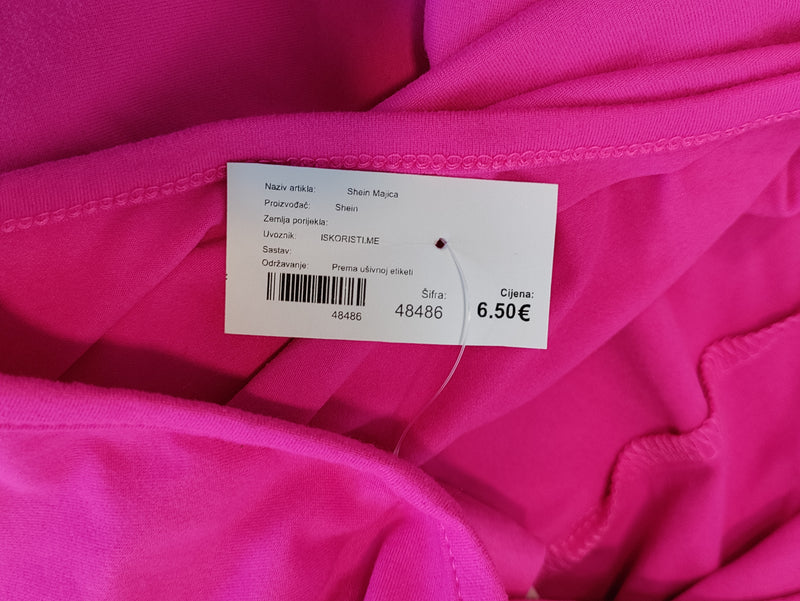 Naziv artikla: Shein Majica
Proizvođač: Shein
Zemlja porijekla:
Uvoznik: ISKORISTI.ME
Sastav:
Održavanje: Prema ušivnoj etiketi
48486
Šifra: 48486
Cijena: 6.50€